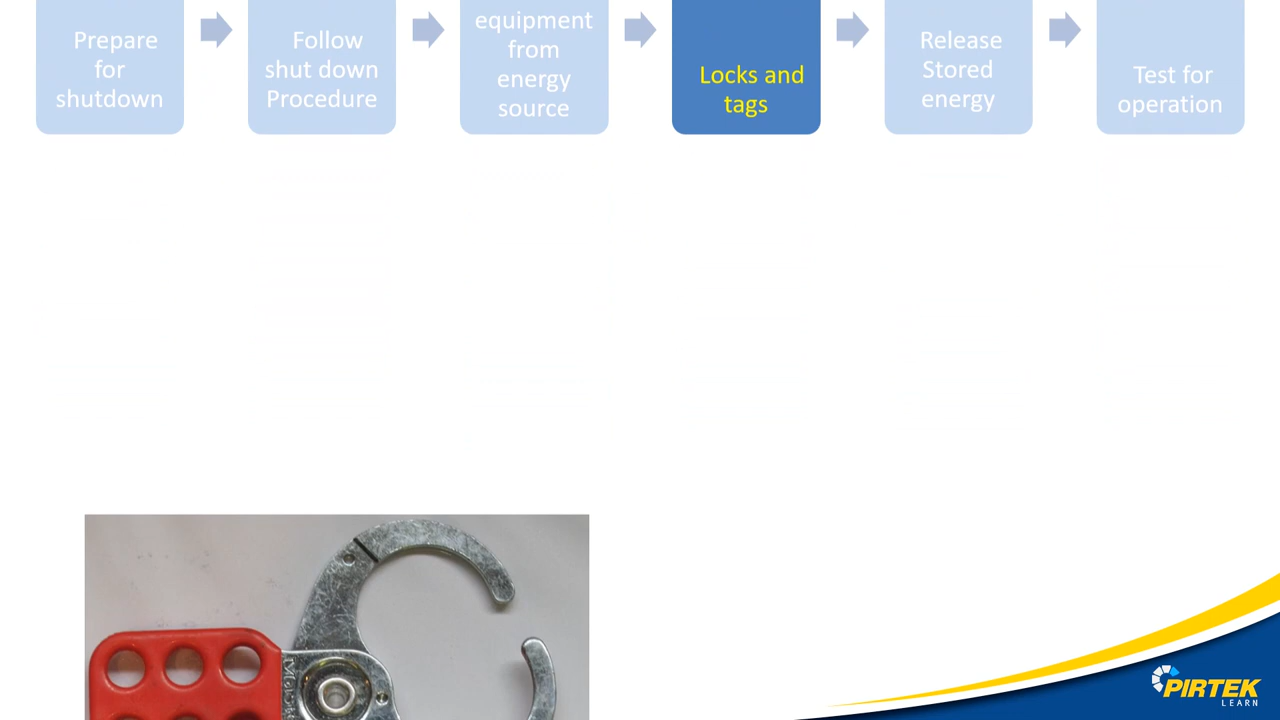 Prepare
for
shutdown
Follow
shut down
Procedure
equipment
from
energy
source
Locks and
tags
Release
Stored
energy
Test for
operation
PIRTEK
LEARN